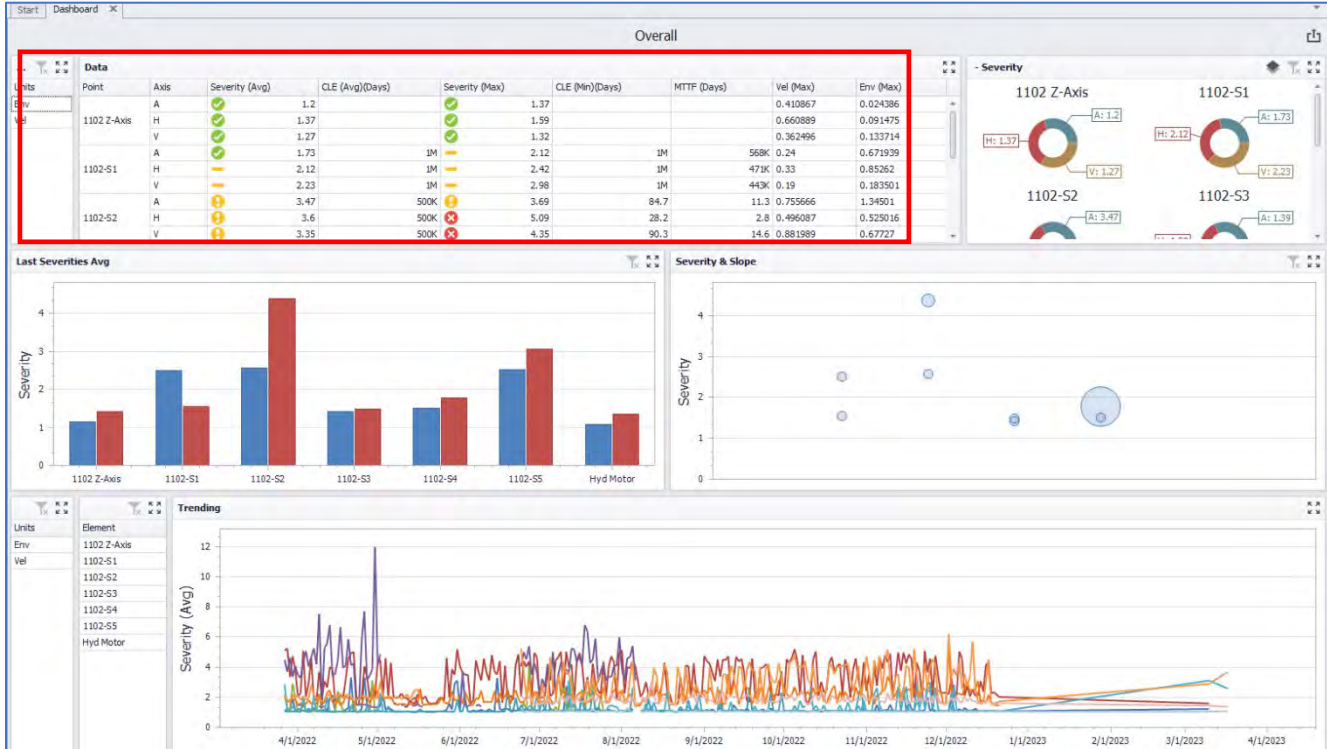 Start Dashboard
Overall
Units
Env
Vel
Data
Point Axis Severity (Avg) CLE (Avg)(Days) Severity (Max) CLE (Min)(Days) MTTF (Days) Vel (Max) Env (Max)
A 1.2 1.37 0.410867 0.024386
1102 Z-Axis H 1.37 1.59 0.660889 0.091475
V 1.27 1.32 0.362496 0.133714
A 1.73 1M 2.12 1M 568K 0.24 0.671939
1102-S1 H 2.12 1M 2.42 1M 471K 0.33 0.85262
V 2.23 1M 2.98 1M 443K 0.19 0.183501
A 3.47 500K 3.69 84.7 11.3 0.755666 1.34501
1102-S2 H 3.6 500K 5.09 28.2 2.8 0.496087 0.525016
V 3.35 500K 4.35 90.3 14.6 0.881989 0.67727
- Severity
1102 Z-Axis 1102-S1
A: 1.2 A: 1.73
H: 1.37 H: 2.12
V: 1.27 V: 2.23
1102-S2 1102-S3
A: 3.47 A: 1.39
Last Severities Avg
Severity
4
3
2
1
0
1102 Z-Axis 1102-S1 1102-S2 1102-S3 1102-S4 1102-S5 Hyd Motor
Severity & Slope
Severity
4
3
2
1
0
Units
Env
Vel
Element
1102 Z-Axis
1102-S1
1102-S2
1102-S3
1102-S4
1102-S5
Hyd Motor
Trending
Severity (Avg)
12
10
8
6
4
2
0
4/1/2022 5/1/2022 6/1/2022 7/1/2022 8/1/2022 9/1/2022 10/1/2022 11/1/2022 12/1/2022 1/1/2023 2/1/2023 3/1/2023 4/1/2023